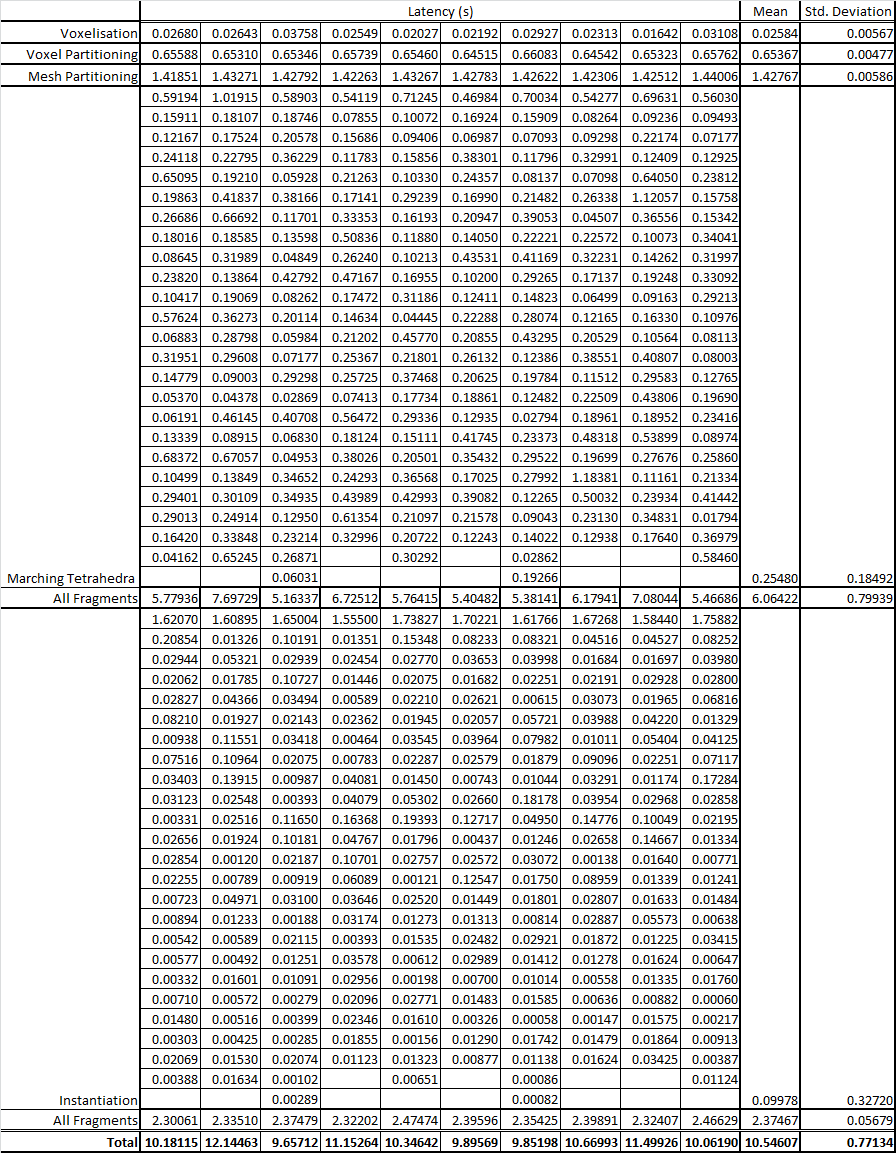 Latency (s) Mean Std. Deviation
Voxelisation 0.02680 0.02643 0.03758 0.02549 0.02027 0.02192 0.02927 0.02313 0.01642 0.03108 0.02584 0.00567
Voxel Partitioning 0.65588 0.65310 0.65346 0.65739 0.65460 0.64515 0.66083 0.64542 0.65323 0.65762 0.65367 0.00477
Mesh Partitioning 1.41851 1.43271 1.42792 1.42263 1.43267 1.42783 1.42622 1.42306 1.42512 1.44006 1.42767 0.00586
0.59194 1.01915 0.58903 0.54119 0.71245 0.46984 0.70034 0.54277 0.69631 0.56030
0.15911 0.18107 0.18746 0.07855 0.10072 0.16924 0.15909 0.08264 0.09236 0.09493
0.12167 0.17524 0.20578 0.15686 0.09406 0.06987 0.07093 0.09298 0.22174 0.07177
0.24118 0.22795 0.36229 0.11783 0.15856 0.38301 0.11796 0.32991 0.12409 0.12925
0.65095 0.19210 0.05928 0.21263 0.10330 0.24357 0.08137 0.07098 0.64050 0.23812
0.19863 0.41837 0.38166 0.17141 0.29239 0.16990 0.21482 0.26338 1.12057 0.15758
0.26686 0.66692 0.11701 0.33353 0.16193 0.20947 0.39053 0.04507 0.36556 0.15342
0.18016 0.18585 0.13598 0.50836 0.11880 0.14050 0.22221 0.22572 0.10073 0.34041
0.08645 0.31989 0.04849 0.26240 0.10213 0.43531 0.41169 0.32231 0.14262 0.31997
0.23820 0.13864 0.42792 0.47167 0.16955 0.10200 0.29265 0.17137 0.19248 0.33092
0.10417 0.19069 0.08262 0.17472 0.31186 0.12411 0.14823 0.06499 0.09163 0.29213
0.57624 0.36273 0.20114 0.14634 0.04445 0.22288 0.28074 0.12165 0.16330 0.10976
0.06883 0.28798 0.05984 0.21202 0.45770 0.20855 0.43295 0.20529 0.10564 0.08113
0.31951 0.29608 0.07177 0.25367 0.21801 0.26132 0.12386 0.38551 0.40807 0.08003
0.14779 0.09003 0.29298 0.25725 0.37468 0.20625 0.19784 0.11512 0.29583 0.12765
0.05370 0.04378 0.02869 0.07413 0.17734 0.18861 0.12482 0.22509 0.43806 0.19690
0.06191 0.46145 0.40708 0.56472 0.29336 0.12935 0.02794 0.18961 0.18952 0.23416
0.13339 0.08915 0.06830 0.18124 0.15111 0.41745 0.23373 0.48318 0.53899 0.08974
0.68372 0.67057 0.04953 0.38026 0.20501 0.35432 0.29522 0.19699 0.27676 0.25860
0.10499 0.13849 0.34652 0.24293 0.36568 0.17025 0.27992 1.18381 0.11161 0.21334
0.29401 0.30109 0.34935 0.43989 0.42993 0.39082 0.12265 0.50032 0.23934 0.41442
0.29013 0.24914 0.12950 0.61354 0.21097 0.21578 0.09043 0.23130 0.34831 0.01794
0.16420 0.33848 0.23214 0.32996 0.20722 0.12243 0.14022 0.12938 0.17640 0.36979
0.04162 0.65245 0.26871 0.30292 0.02862 0.58460
Marching Tetrahedra 0.06031 0.19266 0.25480 0.18492
All Fragments 5.77936 7.69729 5.16337 6.72512 5.76415 5.40482 5.38141 6.17941 7.08044 5.46686 6.06422 0.79939
1.62070 1.60895 1.65004 1.55500 1.73827 1.70221 1.61766 1.67268 1.58440 1.75882
0.20854 0.01326 0.10191 0.01351 0.15348 0.08233 0.08321 0.04516 0.04527 0.08252
0.02944 0.05321 0.02939 0.02454 0.02770 0.03653 0.03998 0.01684 0.01697 0.03980
0.02062 0.01785 0.10727 0.01446 0.02075 0.01682 0.02251 0.02191 0.02928 0.02800
0.02827 0.04366 0.03494 0.00589 0.02210 0.02621 0.00615 0.03073 0.01965 0.06816
0.08210 0.01927 0.02143 0.02362 0.01945 0.02057 0.05721 0.03988 0.04220 0.01329
0.00938 0.11551 0.03418 0.00464 0.03545 0.03964 0.07982 0.01011 0.05404 0.04125
0.07516 0.10964 0.02075 0.00783 0.02287 0.02579 0.01879 0.09096 0.02251 0.07117
0.03403 0.13915 0.00987 0.04081 0.01450 0.00743 0.01044 0.03291 0.01174 0.17284
0.03123 0.02548 0.00393 0.04079 0.05302 0.02660 0.18178 0.03954 0.02968 0.02858
0.00331 0.02516 0.11650 0.16368 0.19393 0.12717 0.04950 0.14776 0.10049 0.02195
0.02656 0.01924 0.10181 0.04767 0.01796 0.00437 0.01246 0.02658 0.14667 0.01334
0.02854 0.00120 0.02187 0.10701 0.02757 0.02572 0.03072 0.00138 0.01640 0.00771
0.02255 0.00789 0.00919 0.06089 0.00121 0.12547 0.01750 0.08959 0.01339 0.01241
0.00723 0.04971 0.03100 0.03646 0.02520 0.01449 0.01801 0.02807 0.01633 0.01484
0.00894 0.01233 0.00188 0.03174 0.01273 0.01313 0.00814 0.02887 0.05573 0.00638
0.00542 0.00589 0.02115 0.00393 0.01535 0.02482 0.02921 0.01872 0.01225 0.03415
0.00577 0.00492 0.01251 0.03578 0.00612 0.02989 0.01412 0.01278 0.01624 0.00647
0.00332 0.01601 0.01091 0.02956 0.00198 0.00700 0.01014 0.00558 0.01335 0.01760
0.00710 0.00572 0.00279 0.02096 0.02771 0.01483 0.01585 0.00636 0.00882 0.00060
0.01480 0.00516 0.00399 0.02346 0.01610 0.00326 0.00058 0.00147 0.01575 0.00217
0.00303 0.00425 0.00285 0.01855 0.00156 0.01290 0.01742 0.01479 0.01864 0.00913
0.02069 0.01530 0.02074 0.01123 0.01323 0.00877 0.01138 0.01624 0.03425 0.00387
0.00388 0.01634 0.00102 0.00651 0.00086 0.01124
Instantiation 0.00289 0.00082 0.09978 0.32720
All Fragments 2.30061 2.33510 2.37479 2.32202 2.47474 2.39596 2.35425 2.39891 2.32407 2.46629 2.37467 0.05679
Total 10.18115 12.14463 9.65712 11.15264 10.34642 9.89569 9.85198 10.66993 11.49926 10.06190 10.54607 0.77134